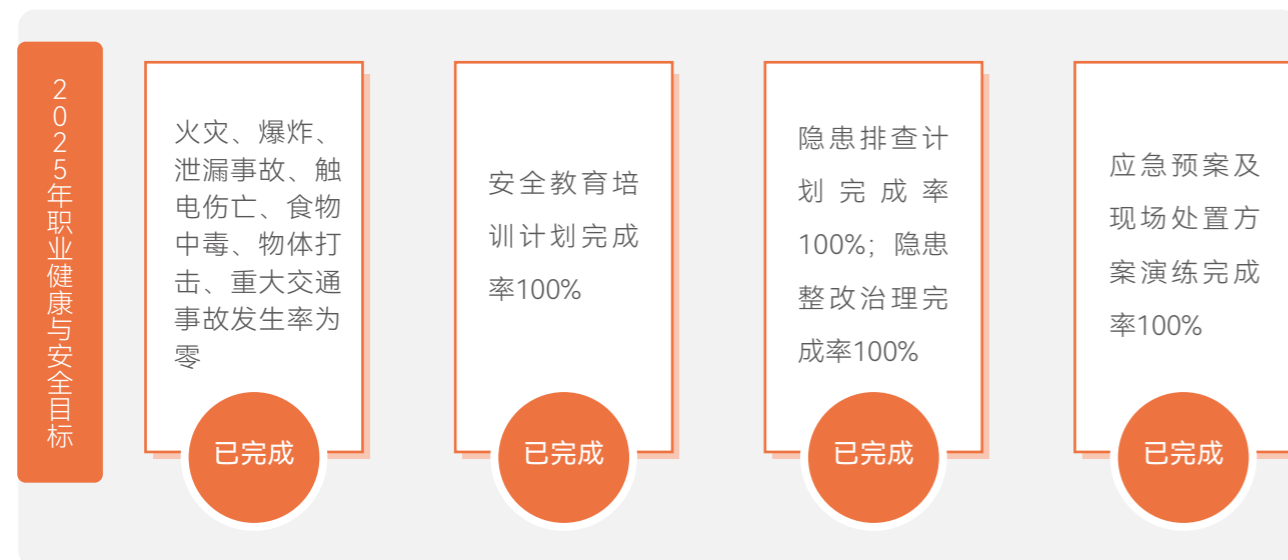 2025年职业健康与安全目标
火灾、爆炸、
泄漏事故、触
电伤亡、食物
中毒、物体打
击、重大交通
事故发生率为
零
已完成
安全教育培
训计划完成
率100%
已完成
隐患排查计
划完成率
100%；隐患
整改治理完
成率100%
已完成
应急预案及
现场处置方
案演练完成
率100%
已完成